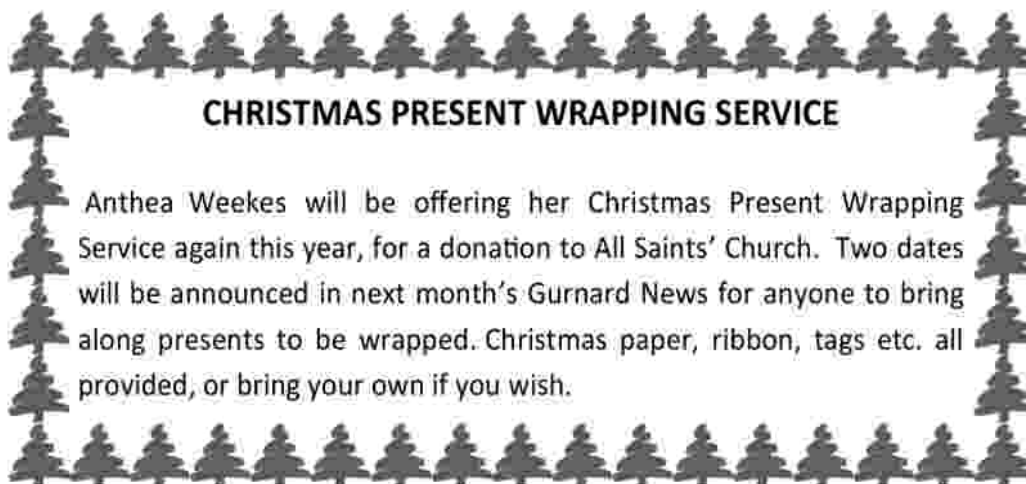 CHRISTMAS PRESENT WRAPPING SERVICE
Anthea Weekes will be offering her Christmas Present Wrapping
Service again this year, for a donation to All Saints’ Church. Two dates
will be announced in next month’s Gurnard News for anyone to bring
along presents to be wrapped. Christmas paper, ribbon, tags etc. all
provided, or bring your own if you wish.